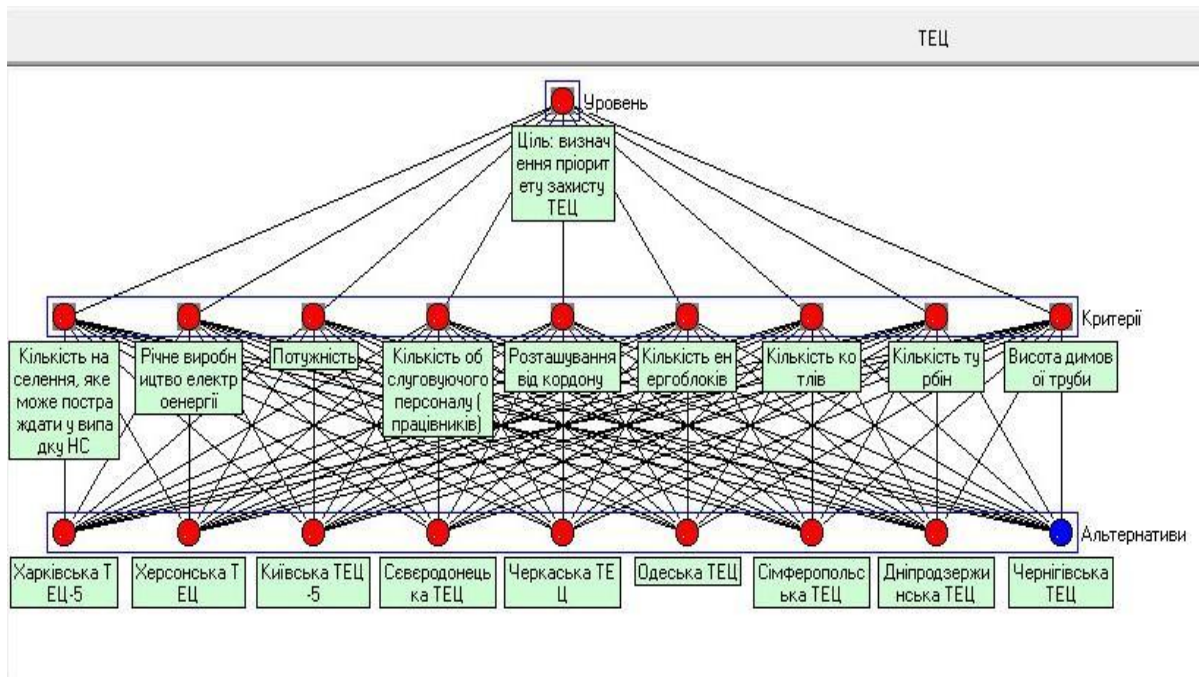 ТЕЦ
Уровень
Ціль: визнач
ення пріорит
ету захисту
ТЕЦ
Критерії
Кількість на
селення, яке
може постра
ждати у випа
дку НС
Річне виробн
ицтво електр
оенергії
Потужність
Кількість об
слуговуючого
персоналу (
працівників)
Розташування
від кордону
Кількість ен
ергоблоків
Кількість ко
тлів
Кількість ту
рбін
Висота димов
ої труби
Альтернативи
Харківська Т
ЕЦ-5
Херсонська Т
ЕЦ
Київська ТЕЦ
-5
Сєвєродонець
ка ТЕЦ
Черкаська ТЕ
Ц
Одеська ТЕЦ
Сімферопольс
ька ТЕЦ
Дніпродзержи
нська ТЕЦ
Чернігівська
ТЕЦ